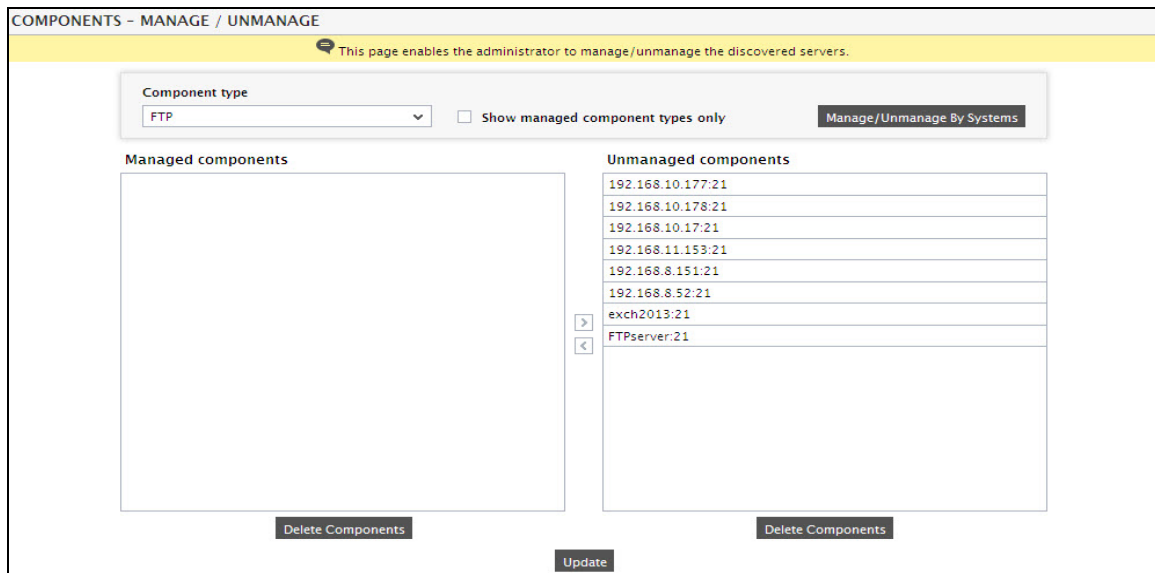 COMPONENTS - MANAGE / UNMANAGE
This page enables the administrator to manage/unmanage the discovered servers.
Component type
FTP
Show managed component types only
Manage/Unmanage By Systems
Managed components
Unmanaged components
192.168.10.177:21
192.168.10.178:21
192.168.10.17:21
192.168.11.153:21
192.168.8.151:21
192.168.8.52:21
exch2013:21
FTPserver:21
>
<
Delete Components
Delete Components
Update